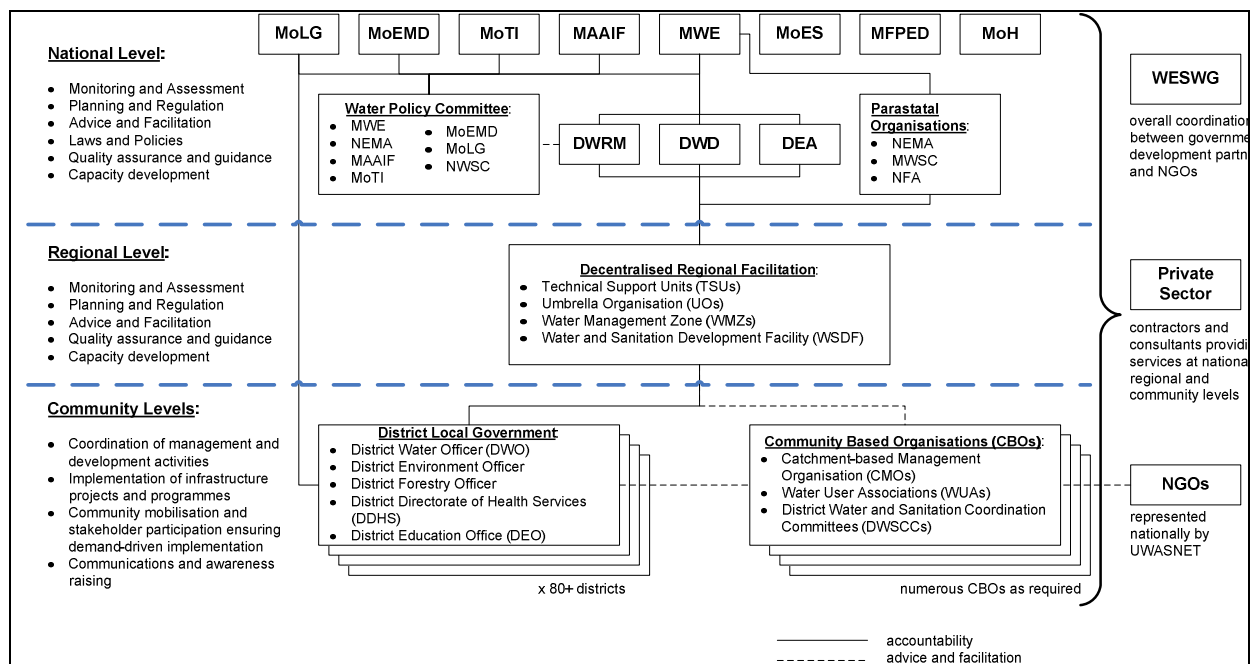 MoLG
MoEMD
MoTI
MAAIF
MWE
MoES
MFPED
MoH
National Level:
• Monitoring and Assessment
• Planning and Regulation
• Advice and Facilitation
• Laws and Policies
• Quality assurance and guidance
• Capacity development
Water Policy Committee:
• MWE
• NEMA
• MAAIF
• MoTI
• MoEMD
• MoLG
• NWSC
DWRM
DWD
DEA
Parastatal
Organisations:
• NEMA
• MWSC
• NFA
WESWG
overall coordination
between governme
development partn
and NGOs
Regional Level:
• Monitoring and Assessment
• Planning and Regulation
• Advice and Facilitation
• Quality assurance and guidance
• Capacity development
Decentralised Regional Facilitation:
• Technical Support Units (TSUs)
• Umbrella Organisation (UOs)
• Water Management Zone (WMZs)
• Water and Sanitation Development Facility (WSDF)
Private
Sector
contractors and
consultants providi
services at nationa
regional and
community levels
Community Levels:
• Coordination of management and
development activities
• Implementation of infrastructure
projects and programmes
• Community mobilisation and
stakeholder participation ensuring
demand-driven implementation
• Communications and awareness
raising
District Local Government:
• District Water Officer (DWO)
• District Environment Officer
• District Forestry Officer
• District Directorate of Health Services
(DDHS)
• District Education Office (DEO)
x 80+ districts
Community Based Organisations (CBOs):
• Catchment-based Management
Organisation (CMOs)
• Water User Associations (WUAs)
• District Water and Sanitation Coordination
Committees (DWSCCs)
numerous CBOs as required
NGOs
represented
nationally by
UWASNET
accountability
advice and facilitation